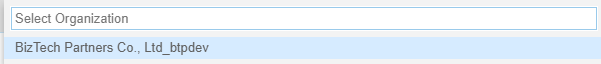 Select Organization
BizTech Partners Co., Ltd_btpdev